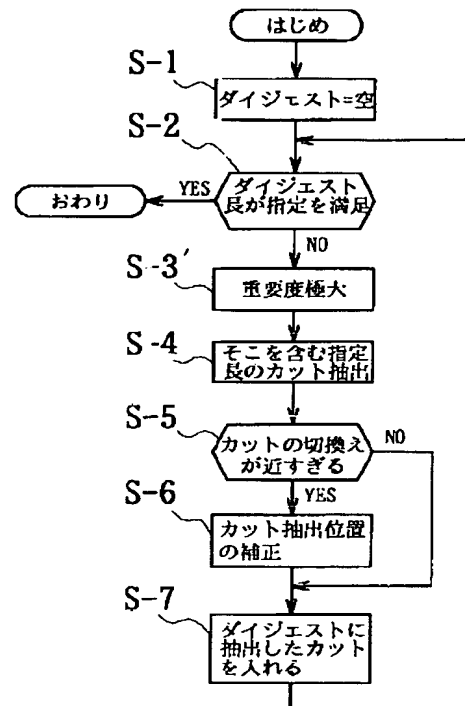 はじめ
S-1
ダイジェスト=空
S-2
ダイジェスト
長が指定を満足
YES
おわり
NO
S-3′
重要度極大
S-4
そこを含む指定
長のカット抽出
S-5
カットの切換え
が近すぎる
NO
YES
S-6
カット抽出位置
の補正
S-7
ダイジェストに
抽出したカット
を入れる